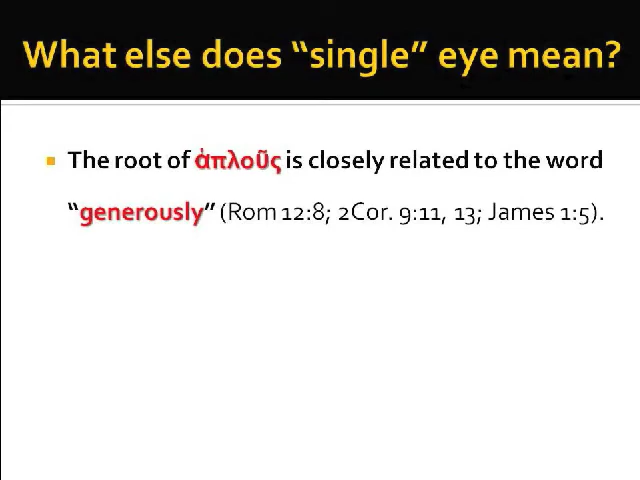 What else does “single” eye mean?
The root of ἁπλοῦς is closely related to the word
“generously” (Rom 12:8; 2Cor. 9:11, 13; James 1:5).